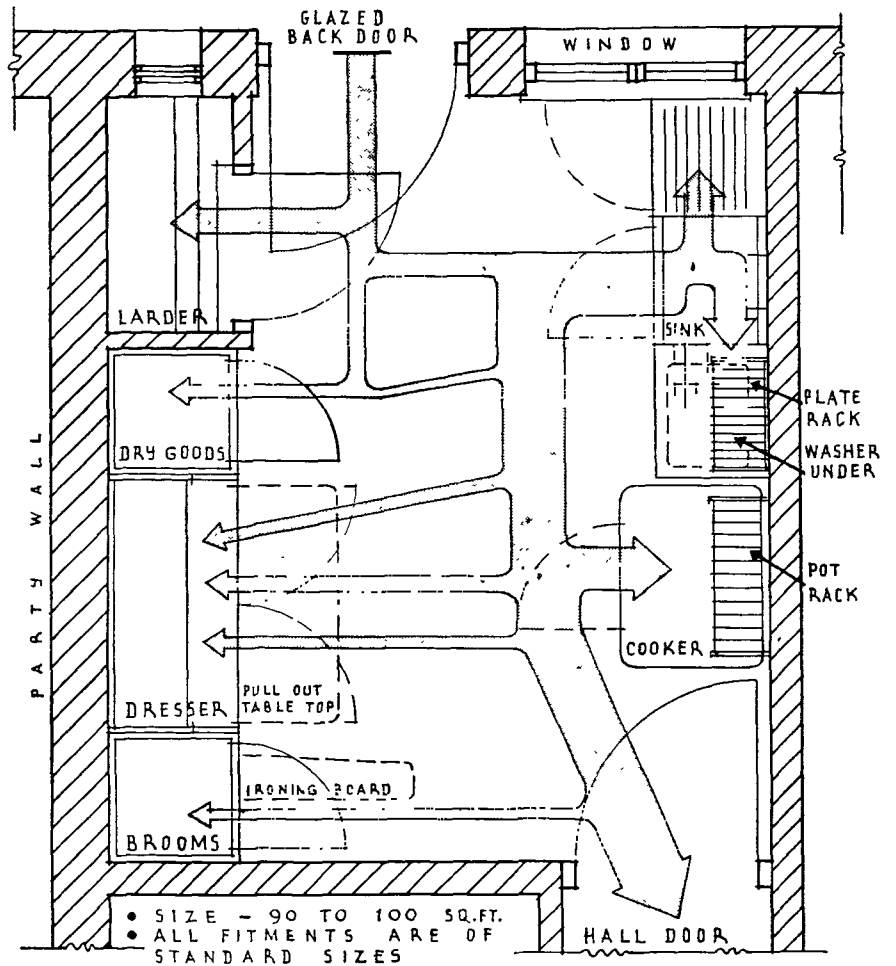 GLAZED
BACK DOOR
WINDOW
LARDER
SINK
PLATE
RACK
WASHER
UNDER
DRY GOODS
PARTY WALL
POT
RACK
COOKER
DRESSER
PULL OUT
TABLE TOP
IRONING BOARD
BROOMS
• SIZE - 90 TO 100 SQ.FT.
• ALL FITMENTS ARE OF
STANDARD SIZES
HALL DOOR